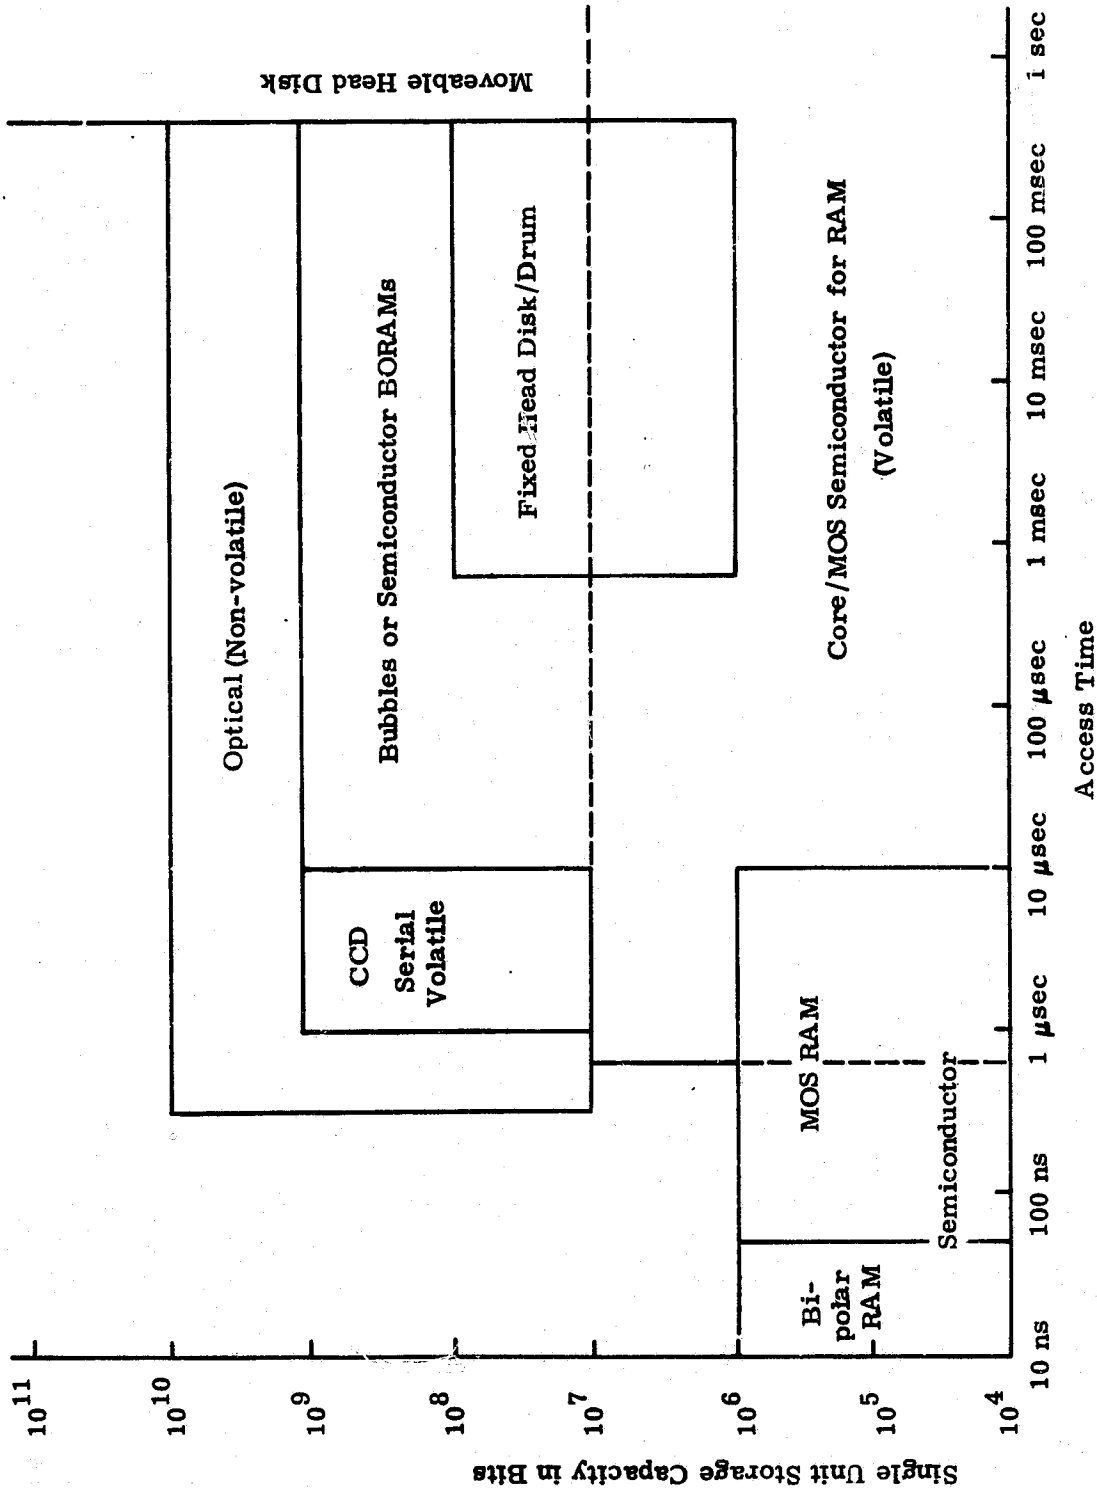 Single Unit Storage Capacity in Bits
10^11
10^10
10^9
10^8
10^7
10^6
10^5
10^4
Moveable Head Disk
Optical (Non-volatile)
Bubbles or Semiconductor BORAMs
Fixed Head Disk/Drum
CCD
Serial
Volatile
Core/MOS Semiconductor for RAM
(Volatile)
MOS RAM
Semiconductor
Bi-
polar
RAM
10 ns
100 ns
1 μsec
10 μsec
100 μsec
1 msec
10 msec
100 msec
1 sec
Access Time